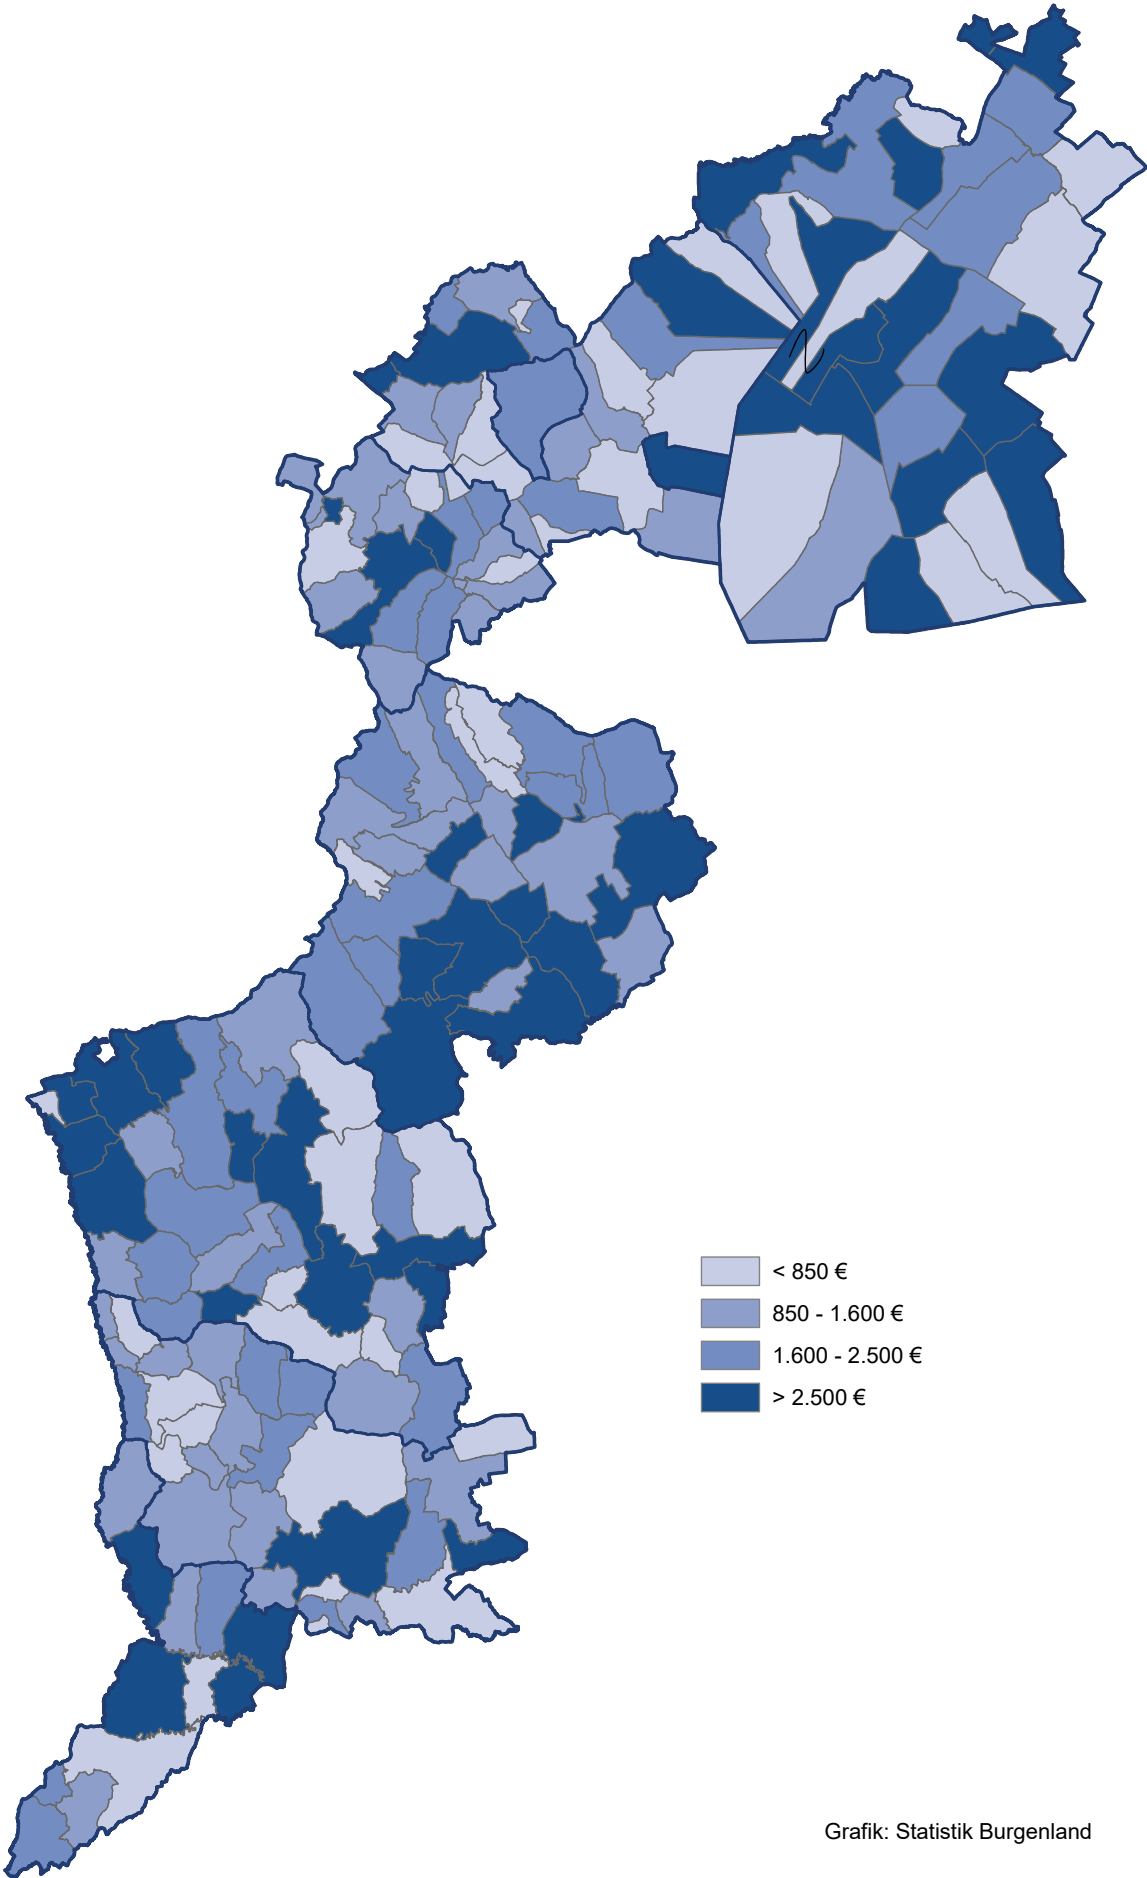 < 850 €
850 - 1.600 €
1.600 - 2.500 €
> 2.500 €
Grafik: Statistik Burgenland